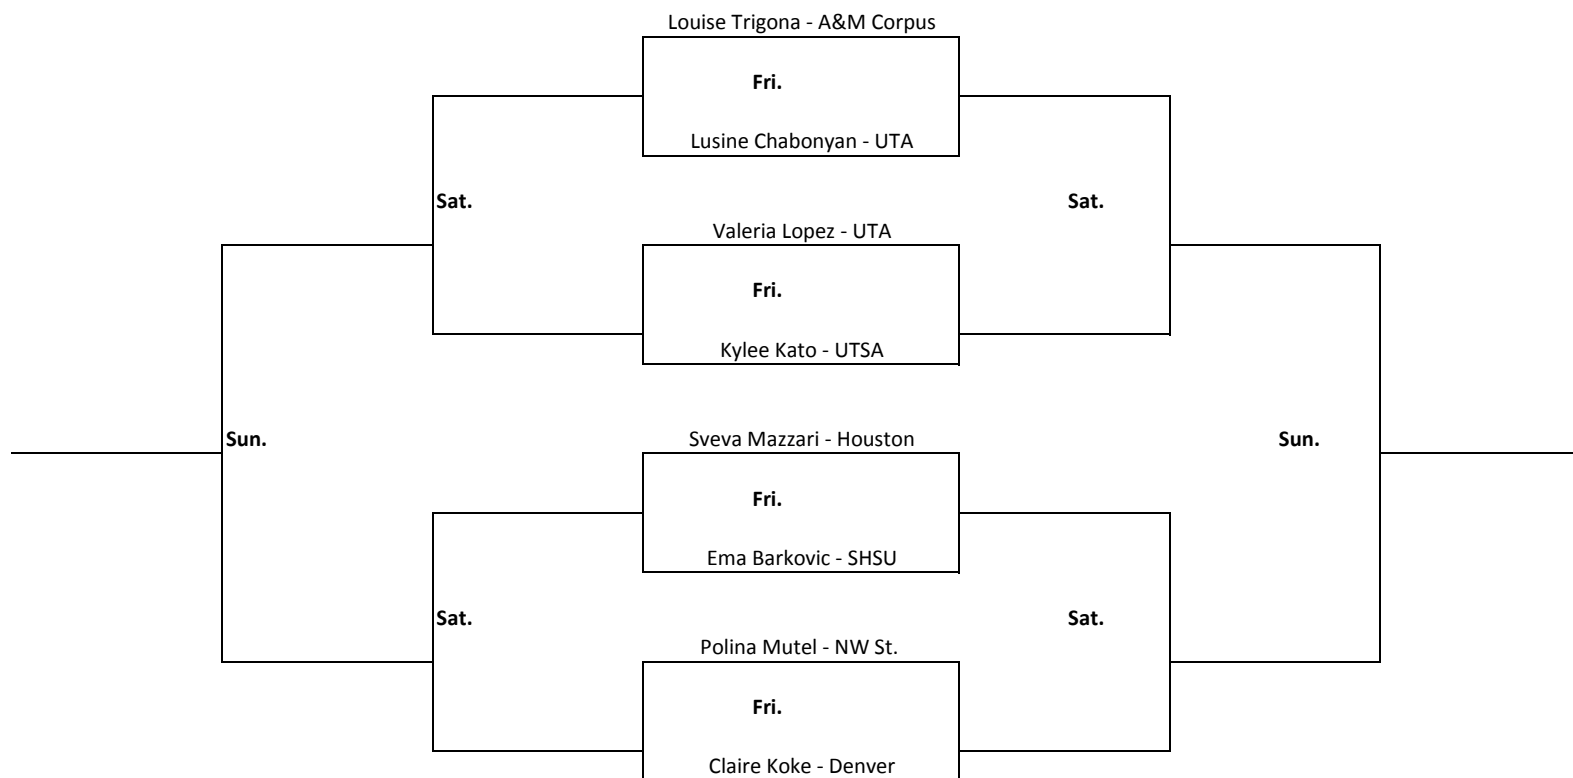 Louise Trigona - A&M Corpus
Fri.
Lusine Chabonyan - UTA
Sat.
Sat.
Valeria Lopez - UTA
Fri.
Kylee Kato - UTSA
Sun.
Sveva Mazzari - Houston
Sun.
Fri.
Ema Barkovic - SHSU
Sat.
Sat.
Polina Mutel - NW St.
Fri.
Claire Koke - Denver